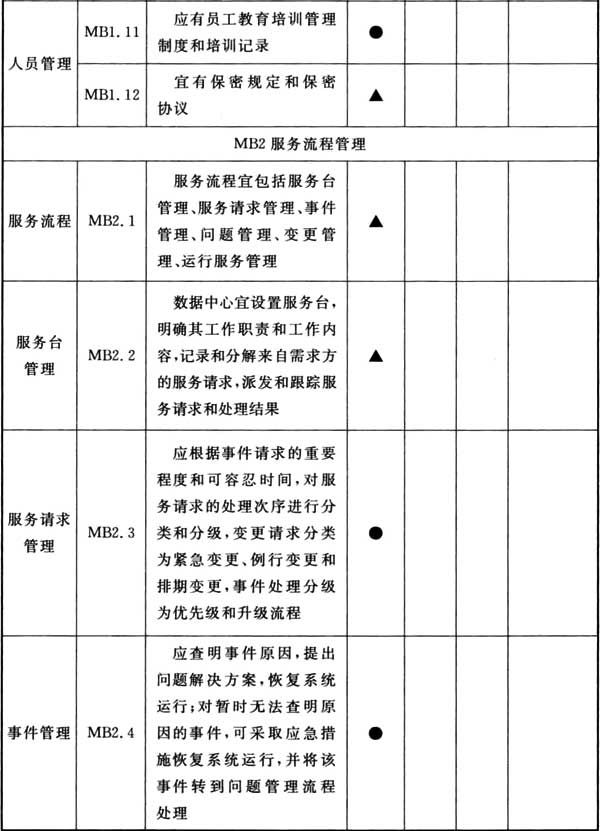 人员管理
MB1.11
应有员工教育培训管理
制度和培训记录
●
MB1.12
宜有保密规定和保密
协议
▲
MB2服务流程管理
服务流程
MB2.1
服务流程宜包括服务台
管理、服务请求管理、事件
管理、问题管理、变更管
理、运行服务管理
▲
服务台
管理
MB2.2
数据中心宜设置服务台,
明确其工作职责和工作内
容,记录和分解来自需求方
的服务请求,派发和跟踪服
务请求和处理结果
▲
服务请求
管理
MB2.3
应根据事件请求的重要
程度和可容忍时间,对服
务请求的处理次序进行分
类和分级,变更请求分类
为紧急变更、例行变更和
排期变更,事件处理分级
为优先级和升级流程
●
事件管理
MB2.4
应查明事件原因,提出
问题解决方案,恢复系统
运行;对暂时无法查明原
因的事件,可采取应急措
施恢复系统运行,并将该
事件转到问题管理流程
处理
●